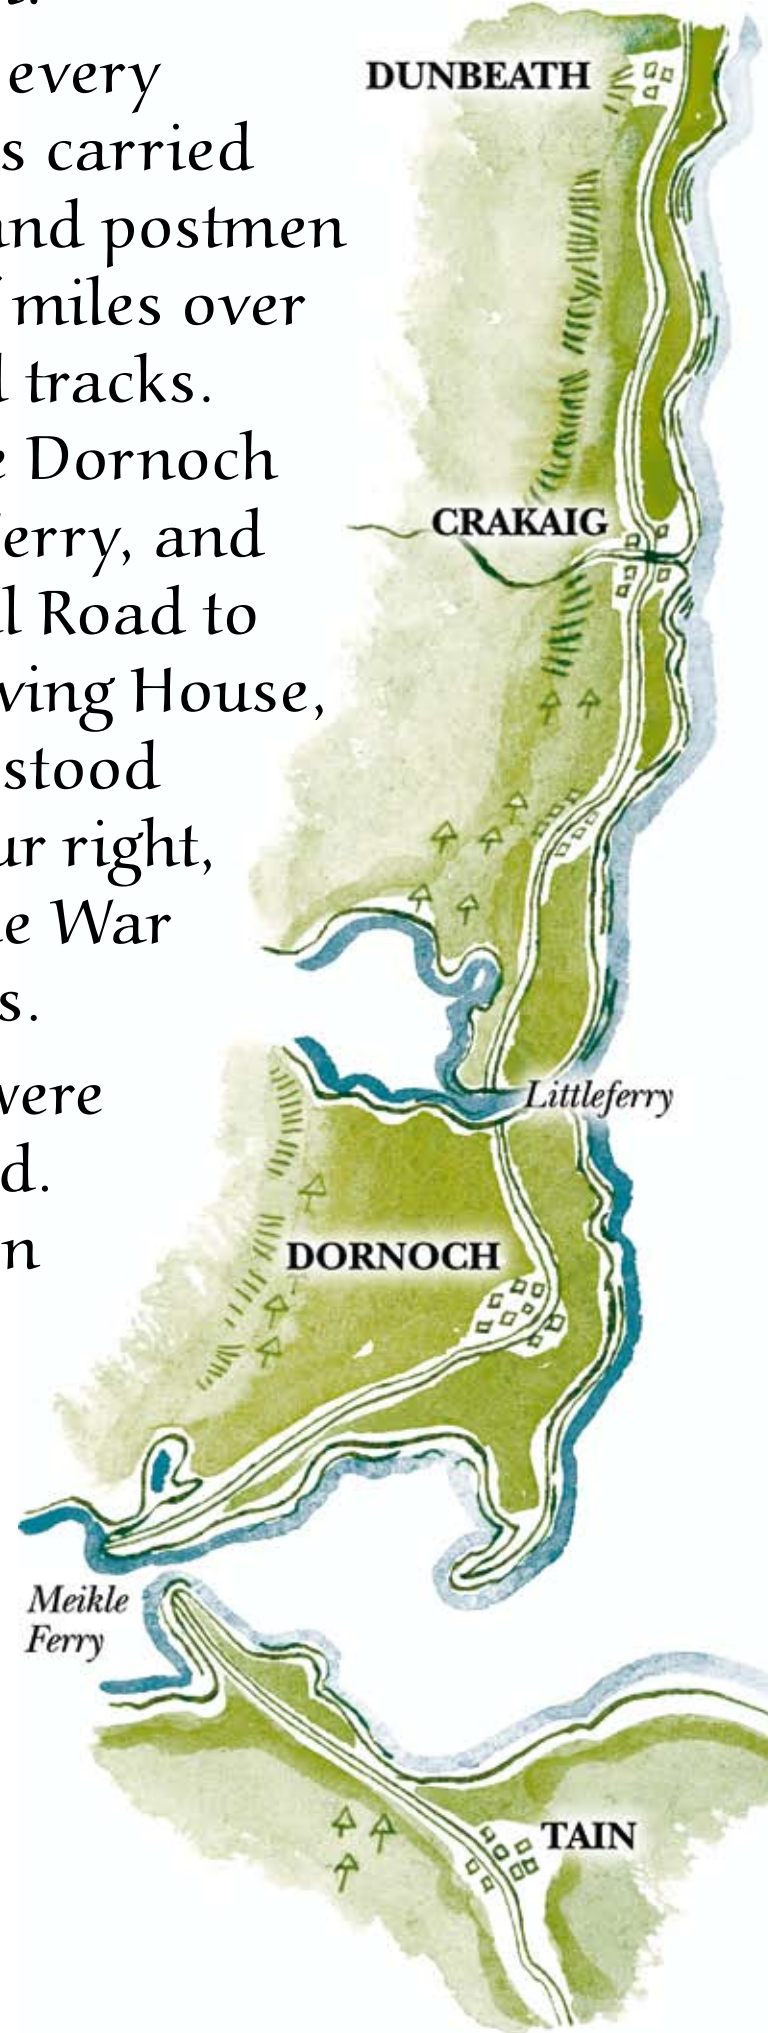 every
s carried
and postmen
miles over
tracks.
Dornoch
erry, and
l Road to
ving House,
stood
ur right,
e War
s.
were
d.
n
DUNBEATH
CRAKAIG
Littleferry
DORNOCH
Meikle
Ferry
TAIN